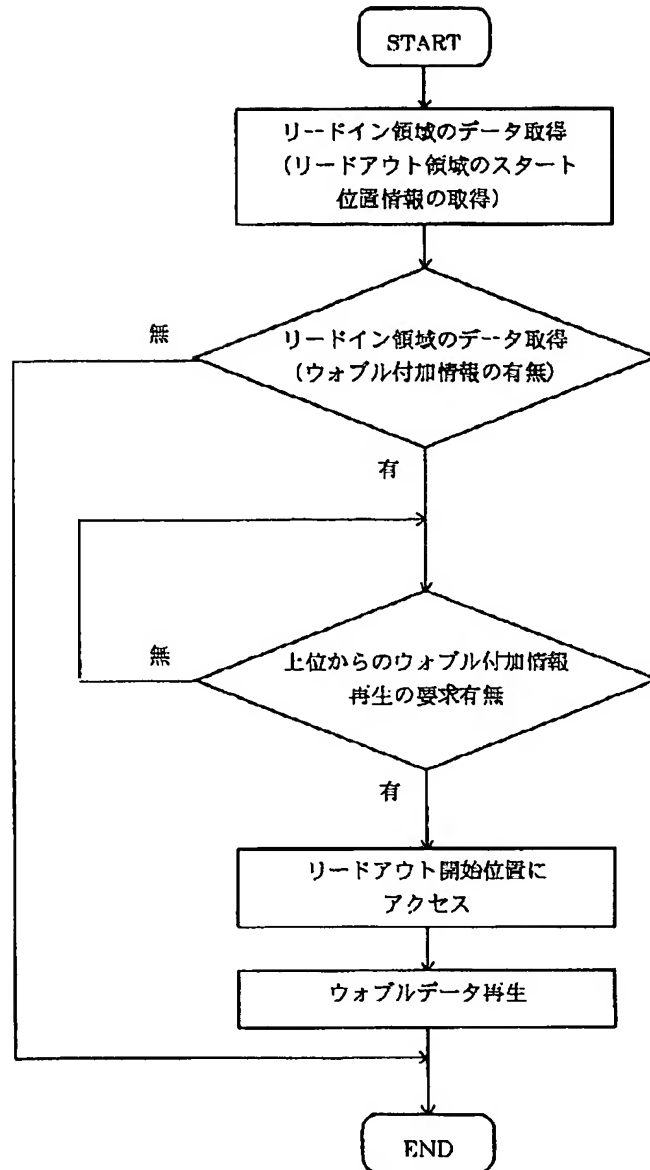 START
リードイン領域のデータ取得
(リードアウト領域のスタート
位置情報の取得)
無
リードイン領域のデータ取得
(ウォブル付加情報の有無)
有
無
上位からのウォブル付加情報
再生の要求有無
有
リードアウト開始位置に
アクセス
ウォブルデータ再生
END